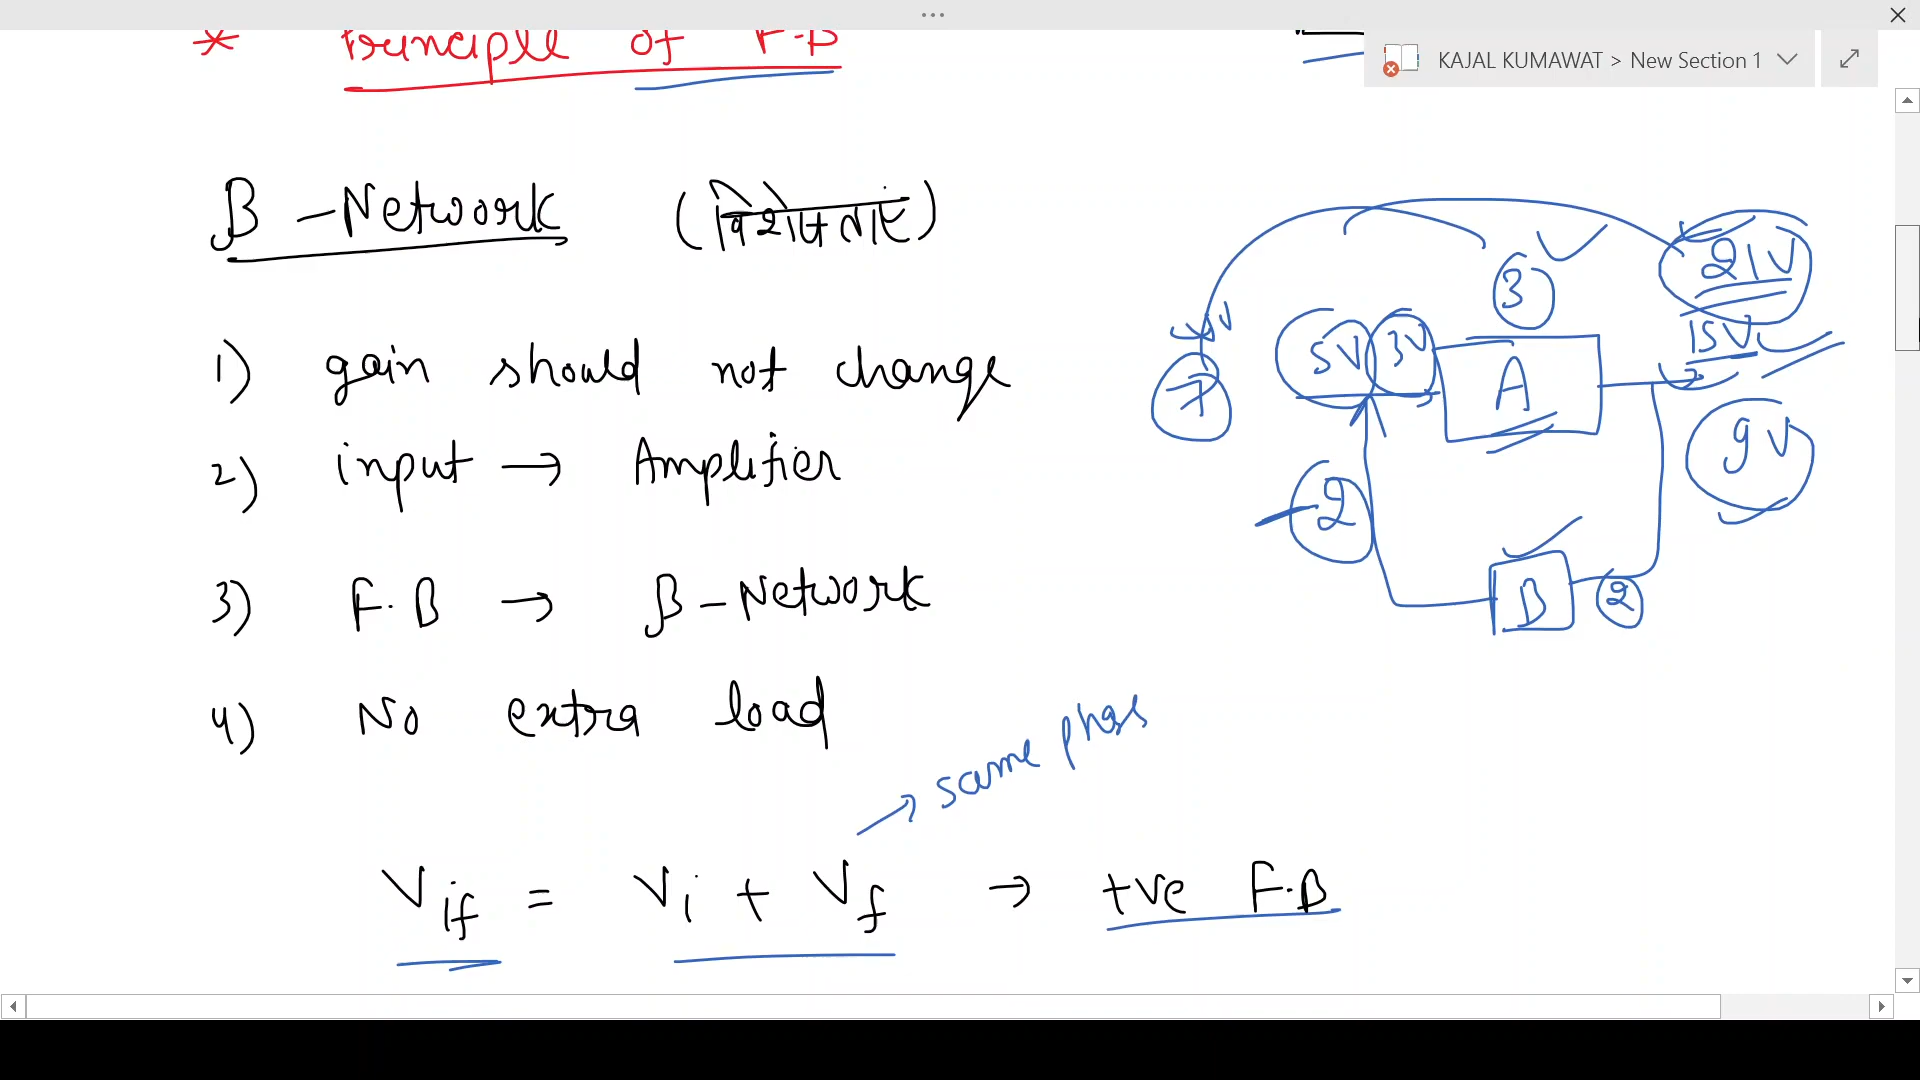 KAJAL KUMAWAT > New Section 1
* Principle of F.B
β - Network
1) gain should not change
2) input → Amplifier
3) F.B → β - Network
4) No extra load
→ same phas
Vif = Vi + Vf → +ve F.B
3
21V
5V 3V A 15V
7
9V
2
B 2